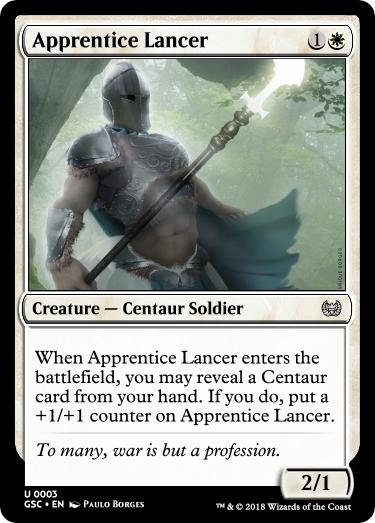 Apprentice Lancer 1
Creature — Centaur Soldier
When Apprentice Lancer enters the
battlefield, you may reveal a Centaur
card from your hand. If you do, put a
+1/+1 counter on Apprentice Lancer.
To many, war is but a profession.
2/1
U 0003
GSC • EN Paulo Borges
™ & © 2018 Wizards of the Coast